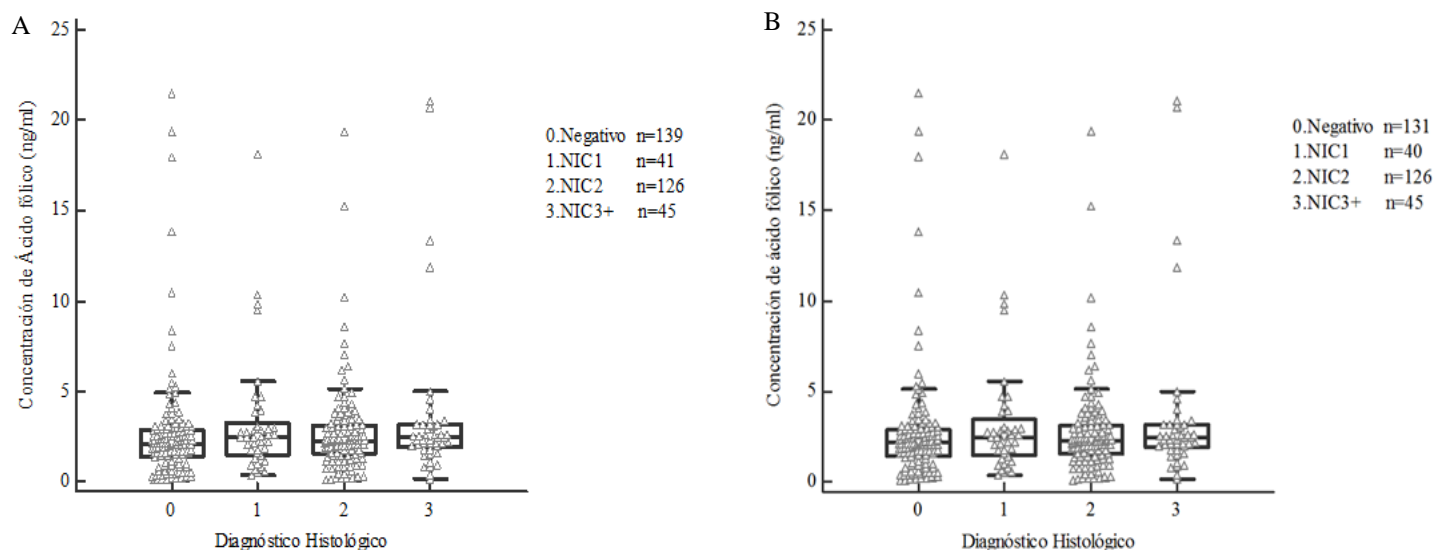 A
Concentración de Ácido fólico (ng/ml)
25
20
15
10
5
0
0 1 2 3
Diagnóstico Histológico
0.Negativo n=139
1.NIC1 n=41
2.NIC2 n=126
3.NIC3+ n=45
B
Concentración de ácido fólico (ng/ml)
25
20
15
10
5
0
0 1 2 3
Diagnóstico Histológico
0.Negativo n=131
1.NIC1 n=40
2.NIC2 n=126
3.NIC3+ n=45